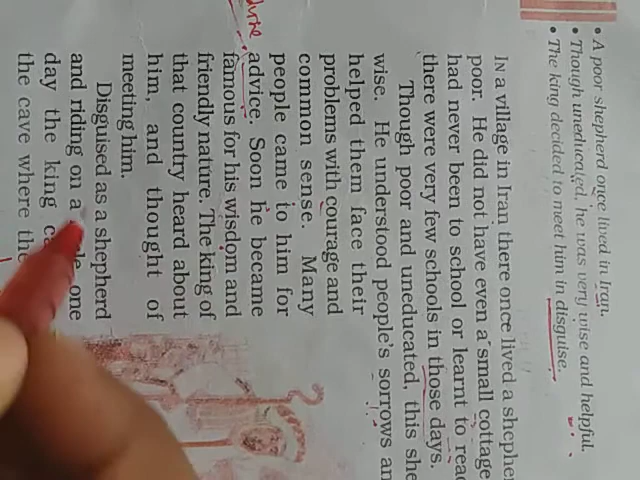 • A poor shepherd once lived in Iran.
• Though uneducated, he was very wise and helpful.
• The king decided to meet him in disguise.
IN a village in Iran there once lived a shepher
poor. He did not have even a small cottage
had never been to school or learnt to read
there were very few schools in those days.
Though poor and uneducated, this she
wise. He understood people's sorrows an
helped them face their
problems with courage and
common sense. Many
people came to him for
advice. Soon he became
famous for his wisdom and
friendly nature. The king of
that country heard about
him, and thought of
meeting him.
Disguised as a shepherd
and riding on a one
day the king
the cave where